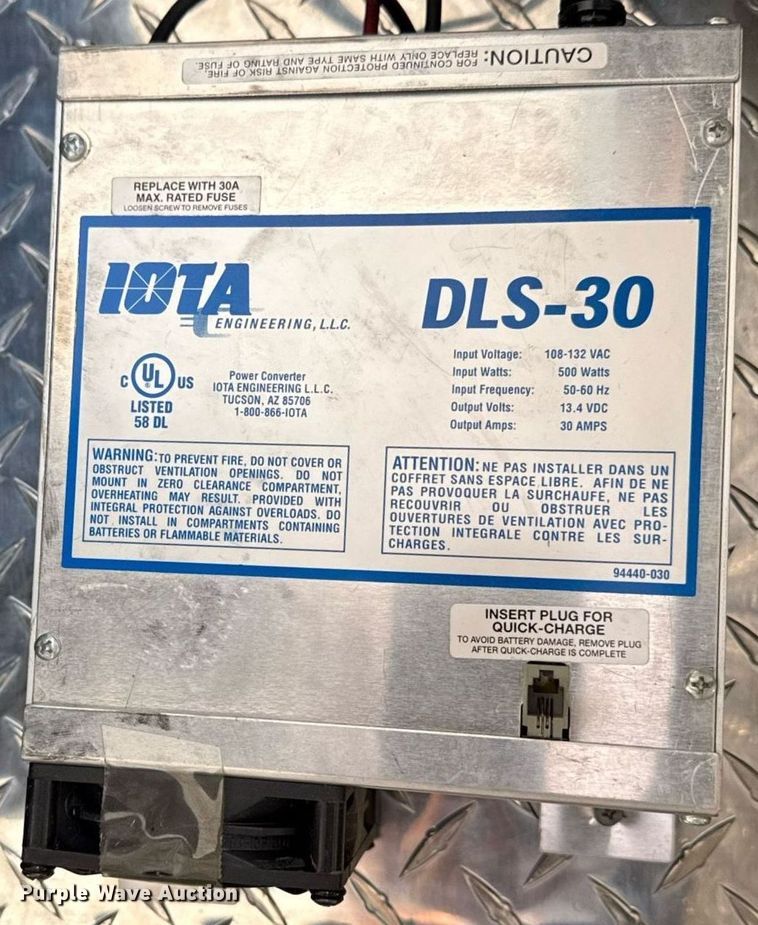 CAUTION: FOR CONTINUED PROTECTION AGAINST RISK OF FIRE,
REPLACE ONLY WITH SAME TYPE AND RATING OF FUSE.
REPLACE WITH 30A
MAX. RATED FUSE
LOOSEN SCREW TO REMOVE FUSES
IOTA
ENGINEERING, L.L.C.
C UL US
LISTED
58 DL
Power Converter
IOTA ENGINEERING L.L.C.
TUCSON, AZ 85706
1-800-866-IOTA
DLS-30
Input Voltage: 108-132 VAC
Input Watts: 500 Watts
Input Frequency: 50-60 Hz
Output Volts: 13.4 VDC
Output Amps: 30 AMPS
WARNING: TO PREVENT FIRE, DO NOT COVER OR
OBSTRUCT VENTILATION OPENINGS. DO NOT
MOUNT IN ZERO CLEARANCE COMPARTMENT,
OVERHEATING MAY RESULT. PROVIDED WITH
INTEGRAL PROTECTION AGAINST OVERLOADS. DO
NOT INSTALL IN COMPARTMENTS CONTAINING
BATTERIES OR FLAMMABLE MATERIALS.
ATTENTION: NE PAS INSTALLER DANS UN
COFFRET SANS ESPACE LIBRE. AFIN DE NE
PAS PROVOQUER LA SURCHAUFE, NE PAS
RECOUVRIR OU OBSTRUER LES
OUVERTURES DE VENTILATION AVEC PRO-
TECTION INTEGRALE CONTRE LES SUR-
CHARGES.
94440-030
INSERT PLUG FOR
QUICK-CHARGE
TO AVOID BATTERY DAMAGE, REMOVE PLUG
AFTER QUICK-CHARGE IS COMPLETE
Purple Wave Auction